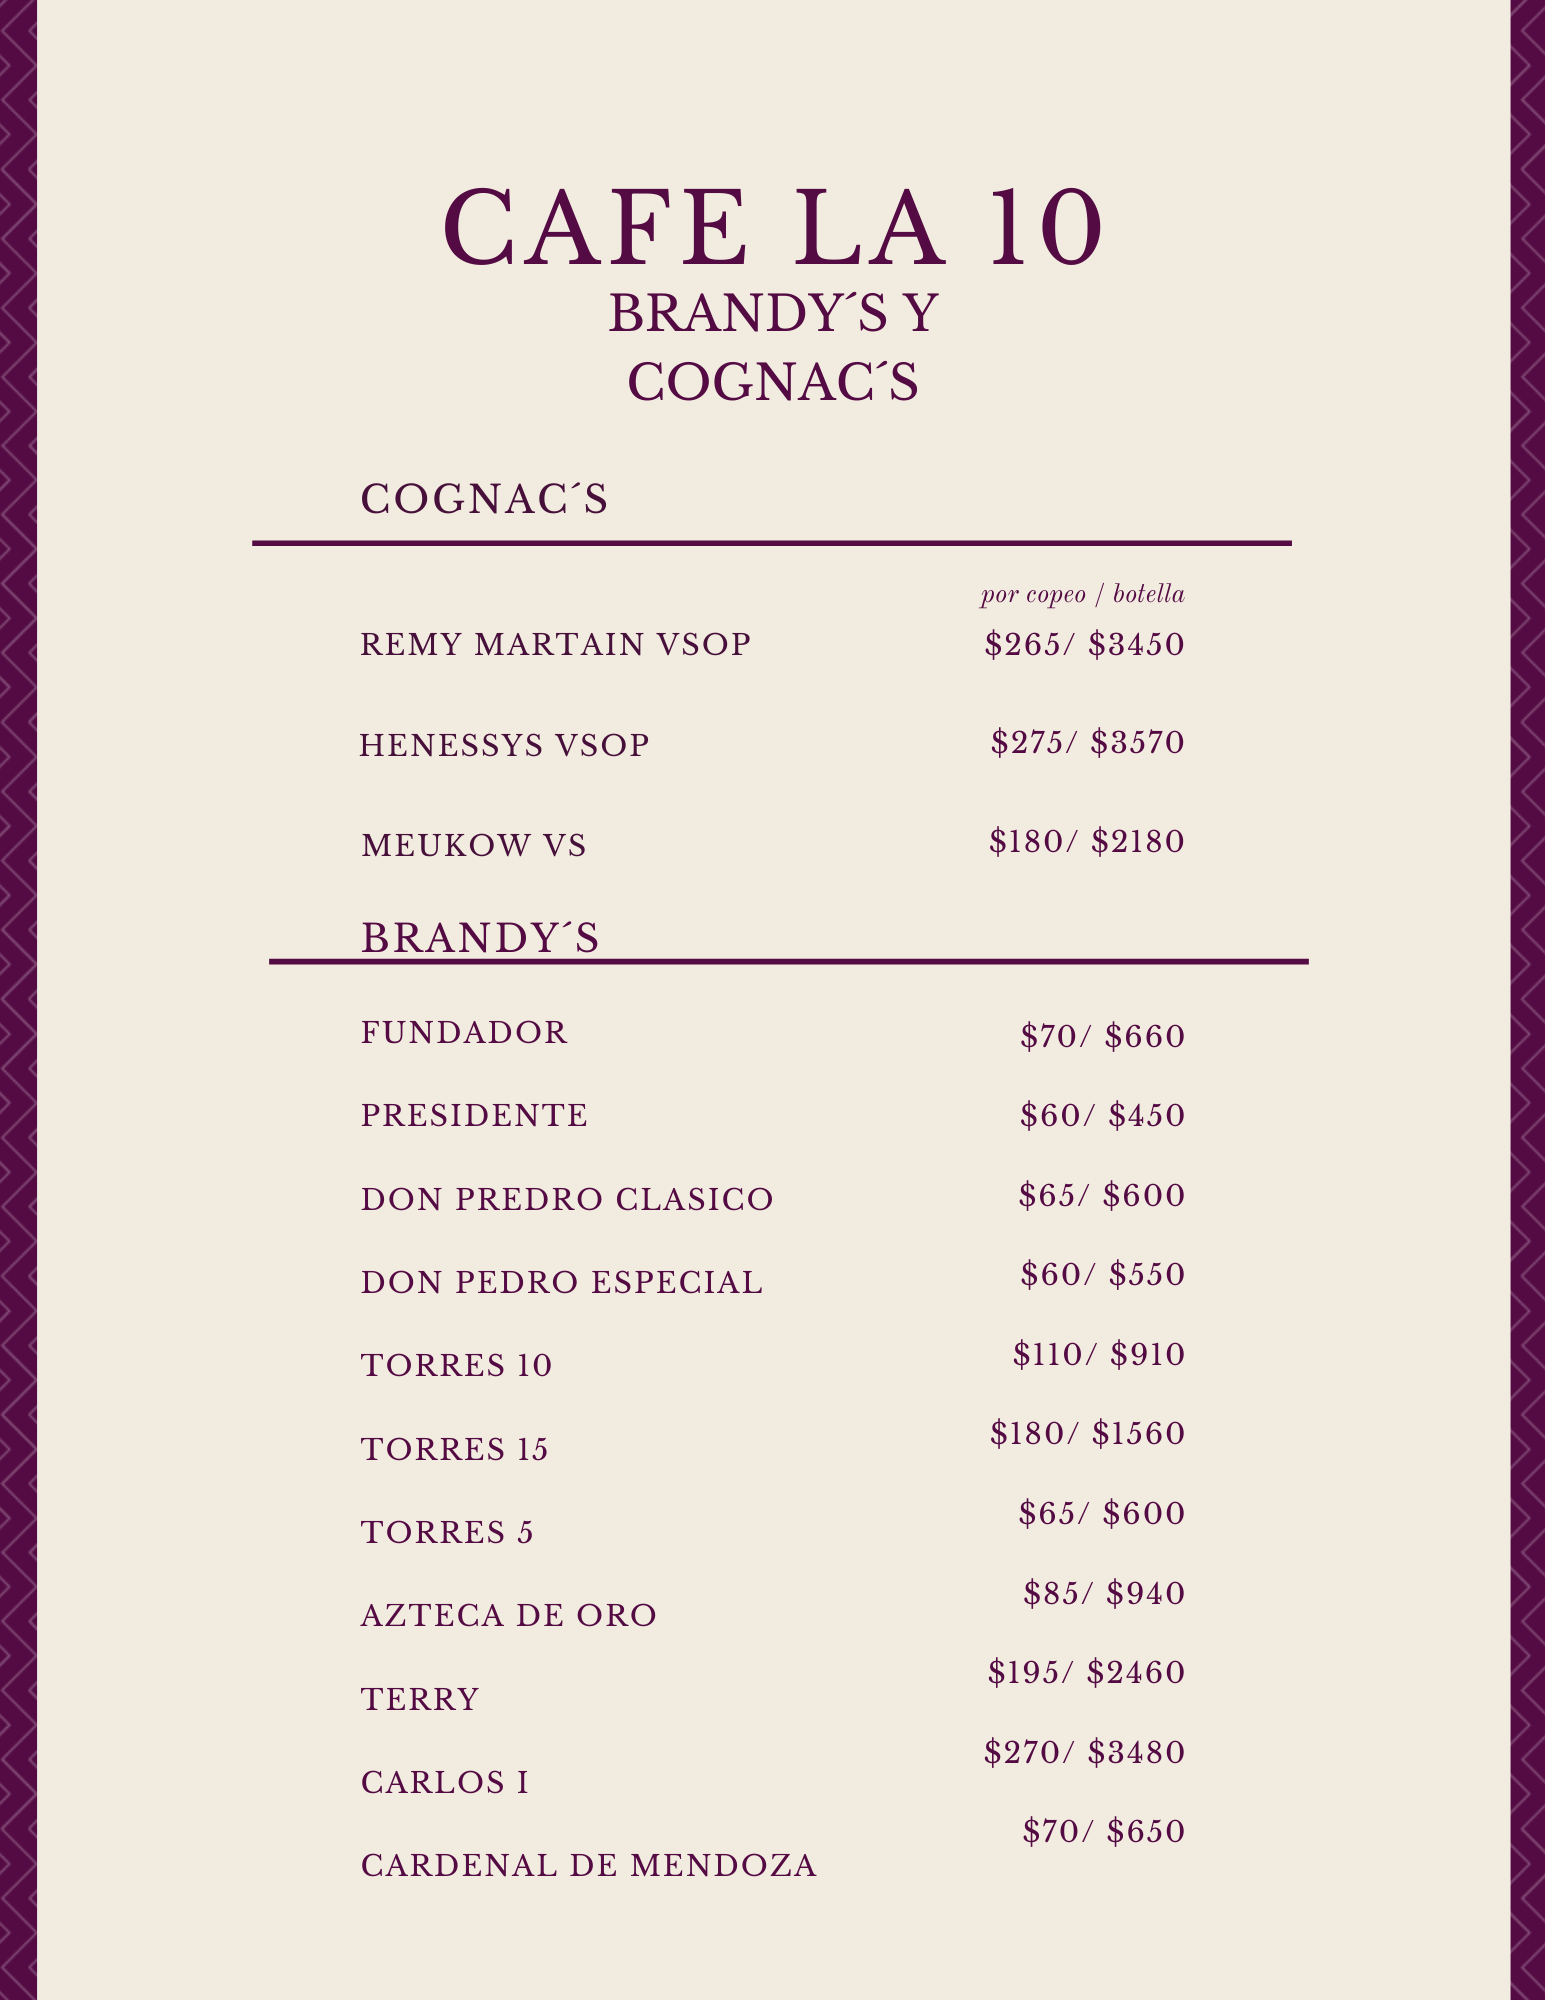 CAFE LA 10
BRANDY´S Y
COGNAC´S
COGNAC´S
por copeo / botella
REMY MARTAIN VSOP $265/ $3450
HENESSYS VSOP $275/ $3570
MEUKOW VS $180/ $2180
BRANDY´S
FUNDADOR $70/ $660
PRESIDENTE $60/ $450
DON PREDRO CLASICO $65/ $600
DON PEDRO ESPECIAL $60/ $550
TORRES 10 $110/ $910
TORRES 15 $180/ $1560
TORRES 5 $65/ $600
AZTECA DE ORO $85/ $940
TERRY $195/ $2460
CARLOS I $270/ $3480
CARDENAL DE MENDOZA $70/ $650